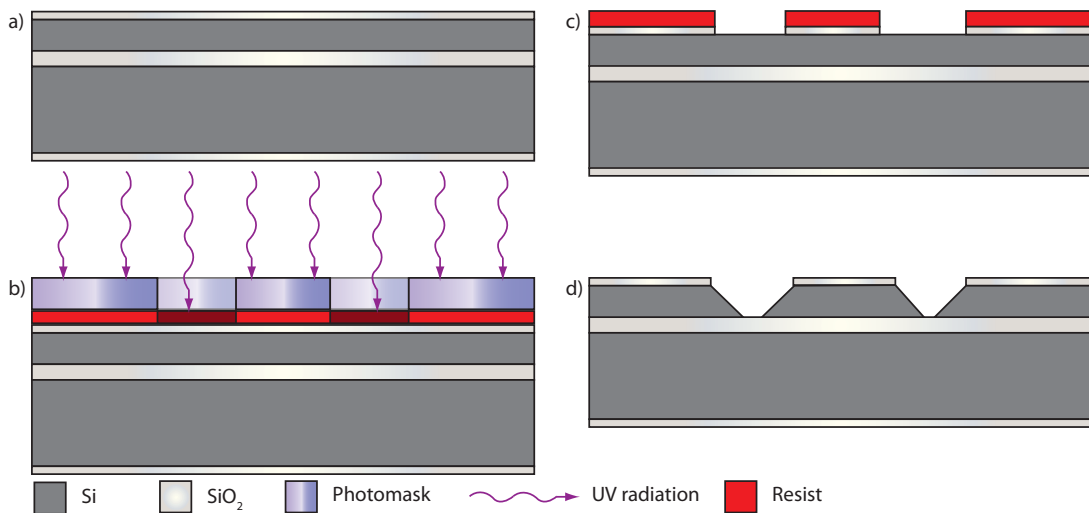 a)
c)
b)
d)
Si
SiO₂
Photomask
UV radiation
Resist